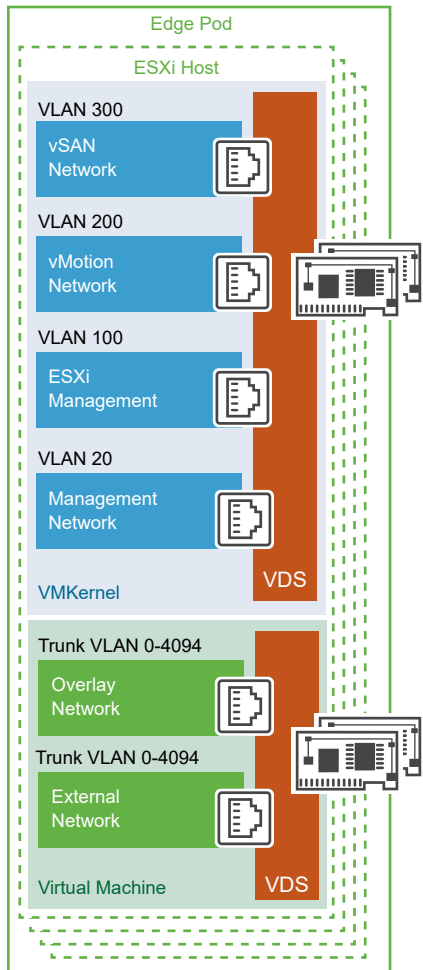 Edge Pod
ESXi Host
VLAN 300
vSAN
Network
VLAN 200
vMotion
Network
VLAN 100
ESXi
Management
VLAN 20
Management
Network
VDS
VMKernel
Trunk VLAN 0-4094
Overlay
Network
Trunk VLAN 0-4094
External
Network
Virtual Machine
VDS